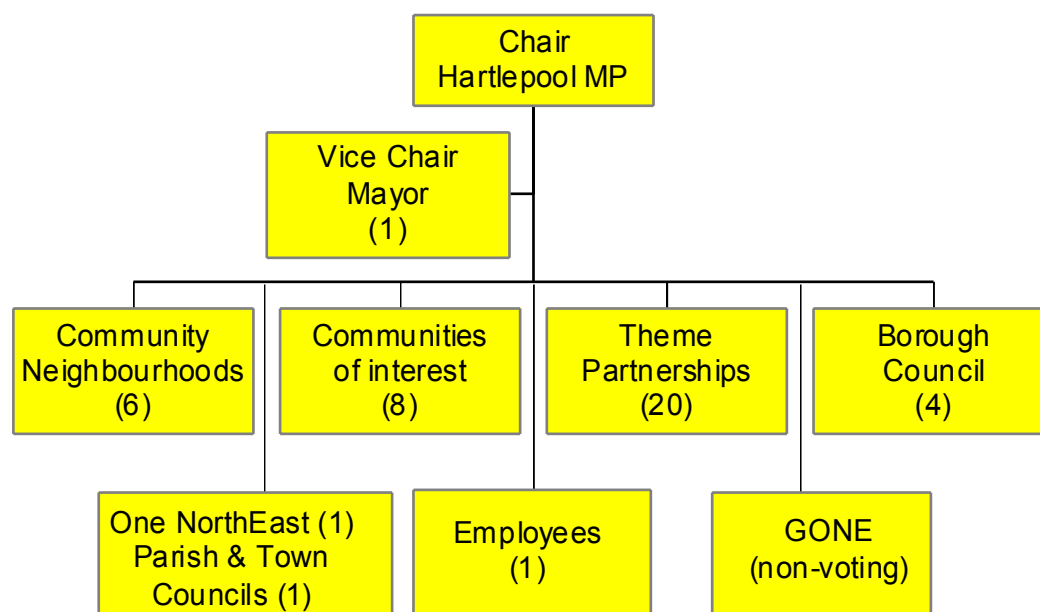 Chair
Hartlepool MP
Vice Chair
Mayor
(1)
Community
Neighbourhoods
(6)
Communities
of interest
(8)
Theme
Partnerships
(20)
Borough
Council
(4)
One NorthEast (1)
Parish & Town
Councils (1)
Employees
(1)
GONE
(non-voting)